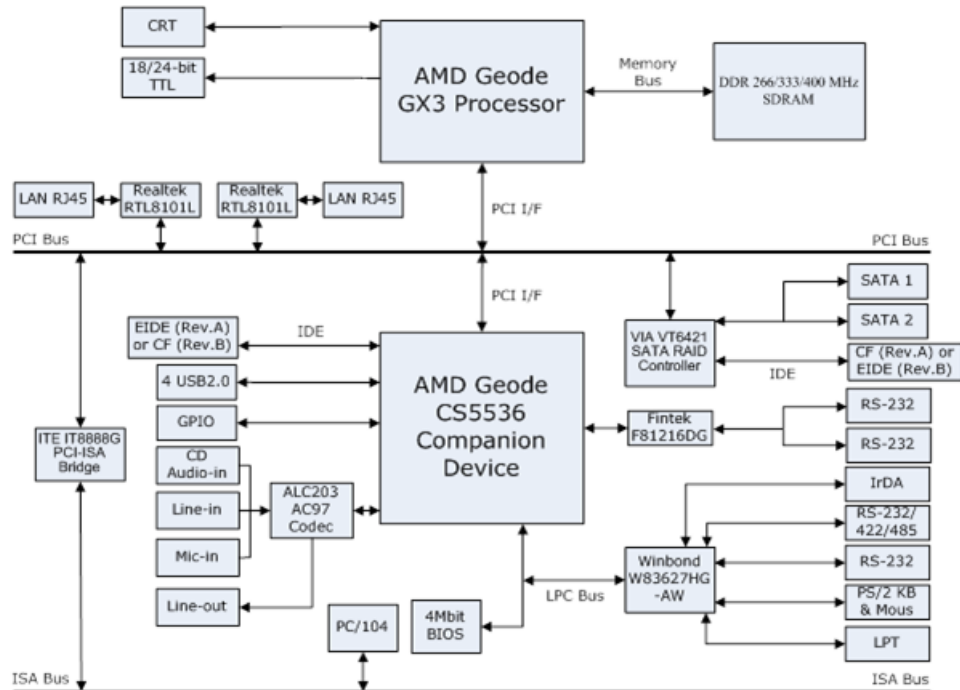 CRT
18/24-bit
TTL
AMD Geode
GX3 Processor
Memory
Bus
DDR 266/333/400 MHz
SDRAM
LAN RJ45
Realtek
RTL8101L
Realtek
RTL8101L
LAN RJ45
PCI I/F
PCI Bus
PCI Bus
PCI I/F
SATA 1
SATA 2
VIA VT6421
SATA RAID
Controller
IDE
CF (Rev.A) or
EIDE (Rev.B)
EIDE (Rev.A)
or CF (Rev.B)
IDE
4 USB2.0
GPIO
AMD Geode
CS5536
Companion
Device
Fintek
F81216DG
RS-232
RS-232
ITE IT8888G
PCI-ISA
Bridge
CD
Audio-in
Line-in
Mic-in
Line-out
ALC203
AC97
Codec
IrDA
RS-232/
422/485
RS-232
PS/2 KB
& Mous
LPT
Winbond
W83627HG
-AW
LPC Bus
4Mbit
BIOS
PC/104
ISA Bus
ISA Bus